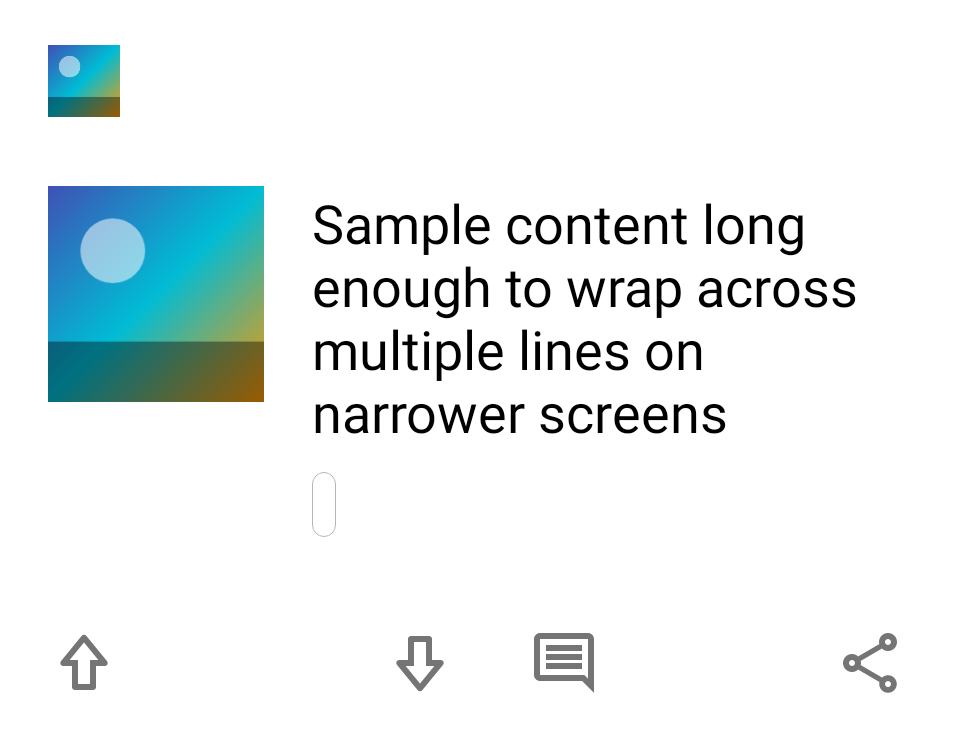 Sample content long
enough to wrap across
multiple lines on
narrower screens